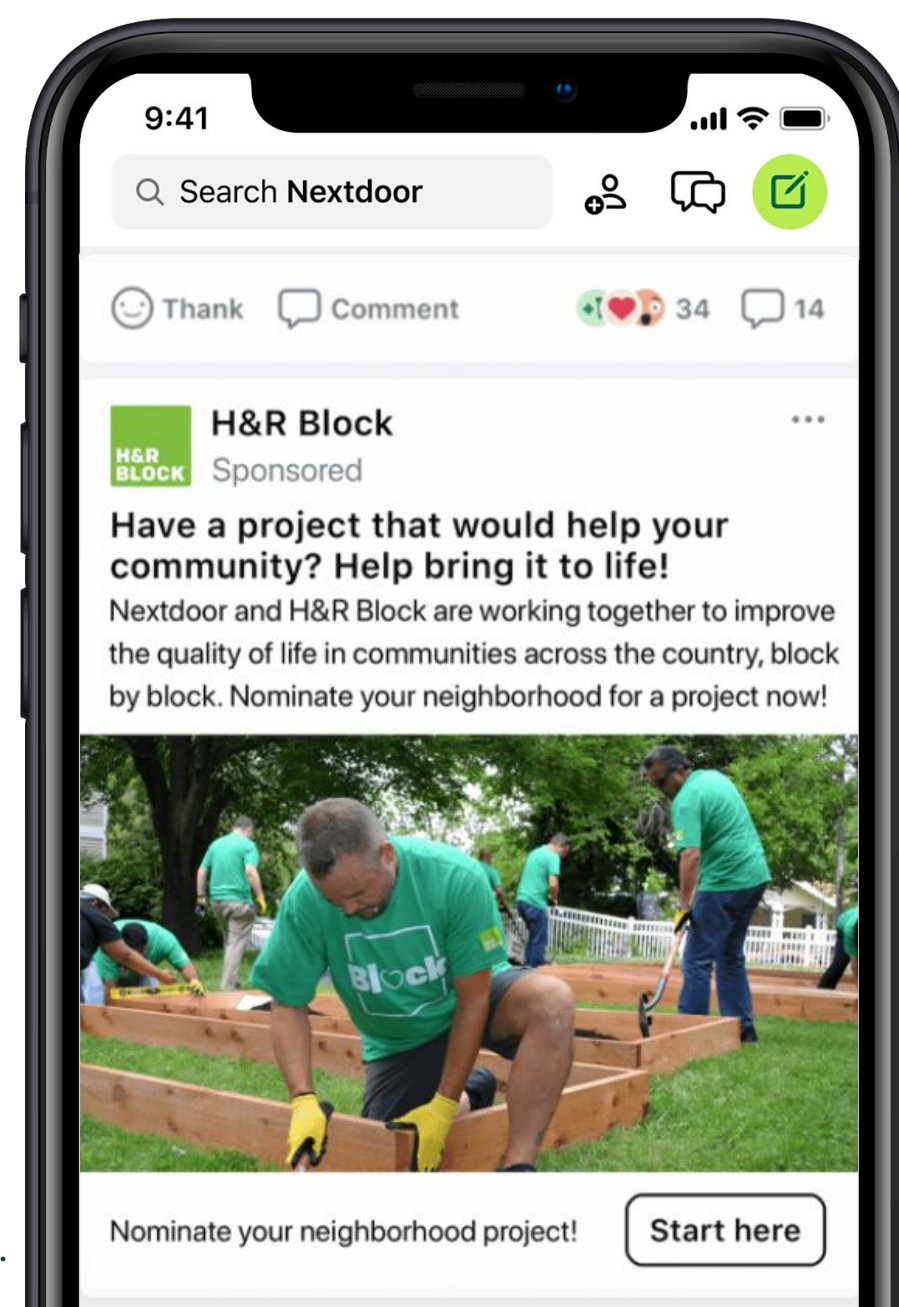 9:41
Search Nextdoor
Thank Comment 34 14
H&R BLOCK
H&R Block
Sponsored
Have a project that would help your
community? Help bring it to life!
Nextdoor and H&R Block are working together to improve
the quality of life in communities across the country, block
by block. Nominate your neighborhood for a project now!
Block
Nominate your neighborhood project!
Start here